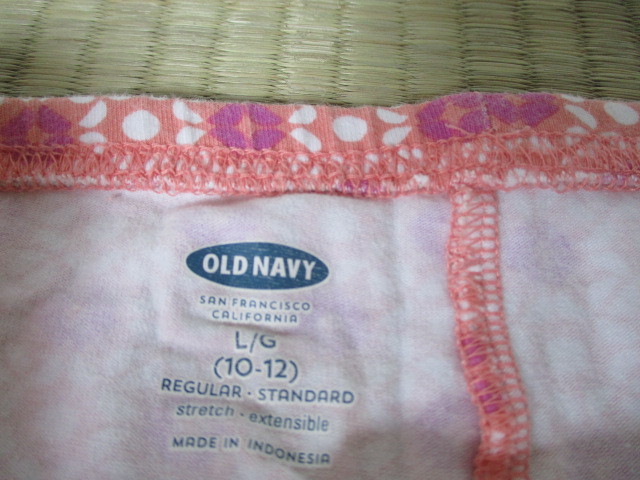 OLD NAVY
SAN FRANCISCO
CALIFORNIA
L/G
(10-12)
REGULAR · STANDARD
stretch · extensible
MADE IN INDONESIA